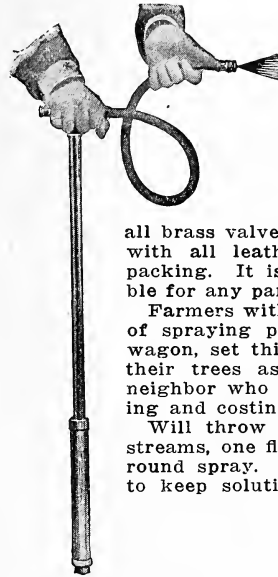 all brass valve
with all leath
packing. It is
ble for any par
Farmers with
of spraying p
wagon, set thi
their trees as
neighbor who
ing and costin
Will throw
streams, one fl
round spray.
to keep soluti